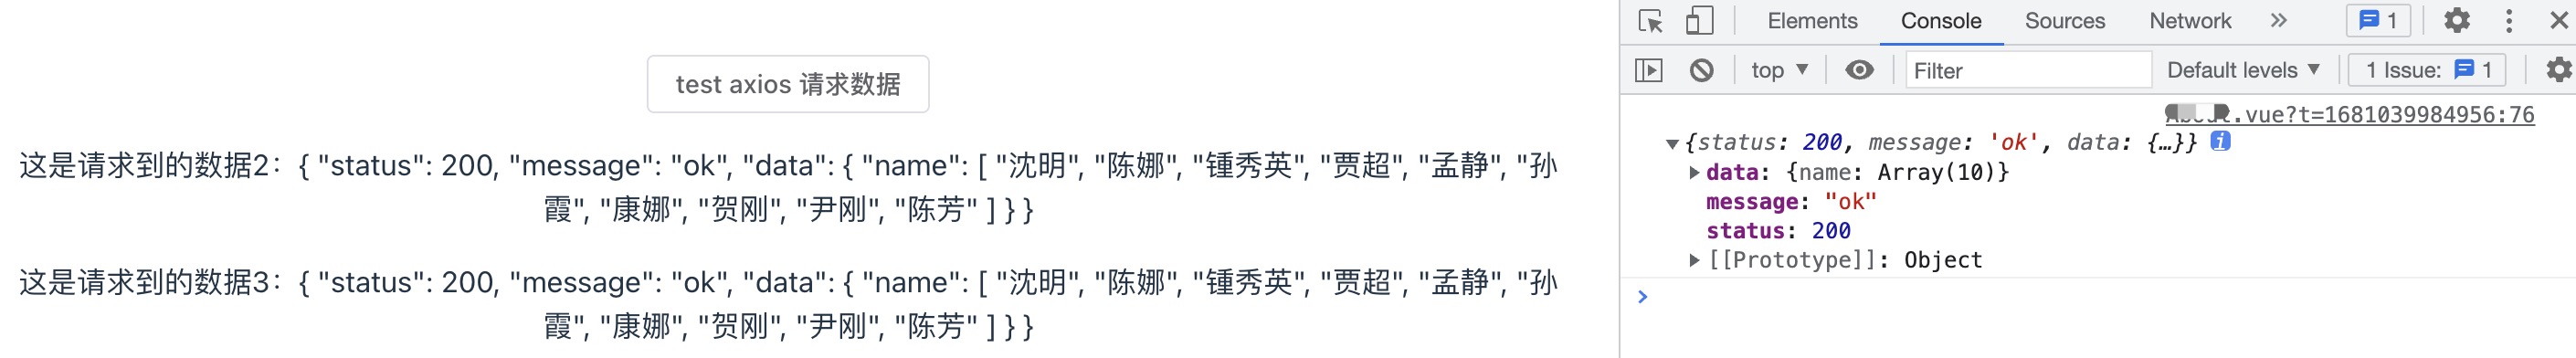 test axios 请求数据
这是请求到的数据2：{ "status": 200, "message": "ok", "data": { "name": [ "沈明", "陈娜", "锺秀英", "贾超", "孟静", "孙
霞", "康娜", "贺刚", "尹刚", "陈芳" ] } }
这是请求到的数据3：{ "status": 200, "message": "ok", "data": { "name": [ "沈明", "陈娜", "锺秀英", "贾超", "孟静", "孙
霞", "康娜", "贺刚", "尹刚", "陈芳" ] } }
Elements Console Sources Network » 1
top ▼ Filter Default levels ▼ 1 Issue: 1
.vue?t=1681039984956:76
▼{status: 200, message: 'ok', data: {…}} i
▶data: {name: Array(10)}
message: "ok"
status: 200
▶[[Prototype]]: Object
>